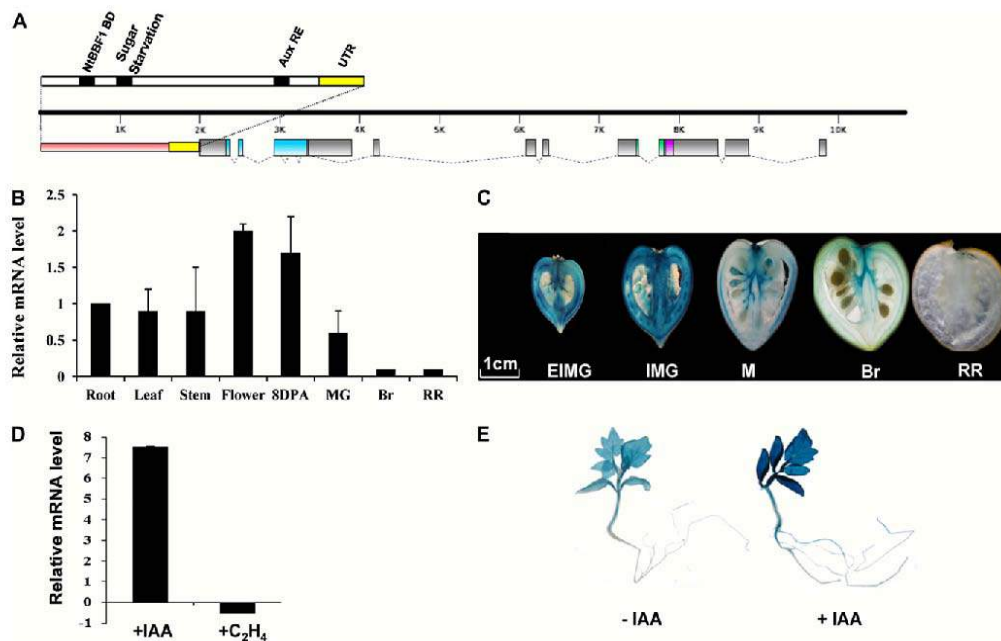 A
NtBBF1 BD
Sugar
Starvation
Aux RE
UTR
1K 2K 3K 4K 5K 6K 7K 8K 9K 10K
B
Relative mRNA level
2.5
2
1.5
1
0.5
0
Root Leaf Stem Flower 8DPA MG Br RR
C
1cm
EIMG IMG M Br RR
D
Relative mRNA level
8
7
6
5
4
3
2
1
0
-1
+IAA +C₂H₄
E
- IAA + IAA